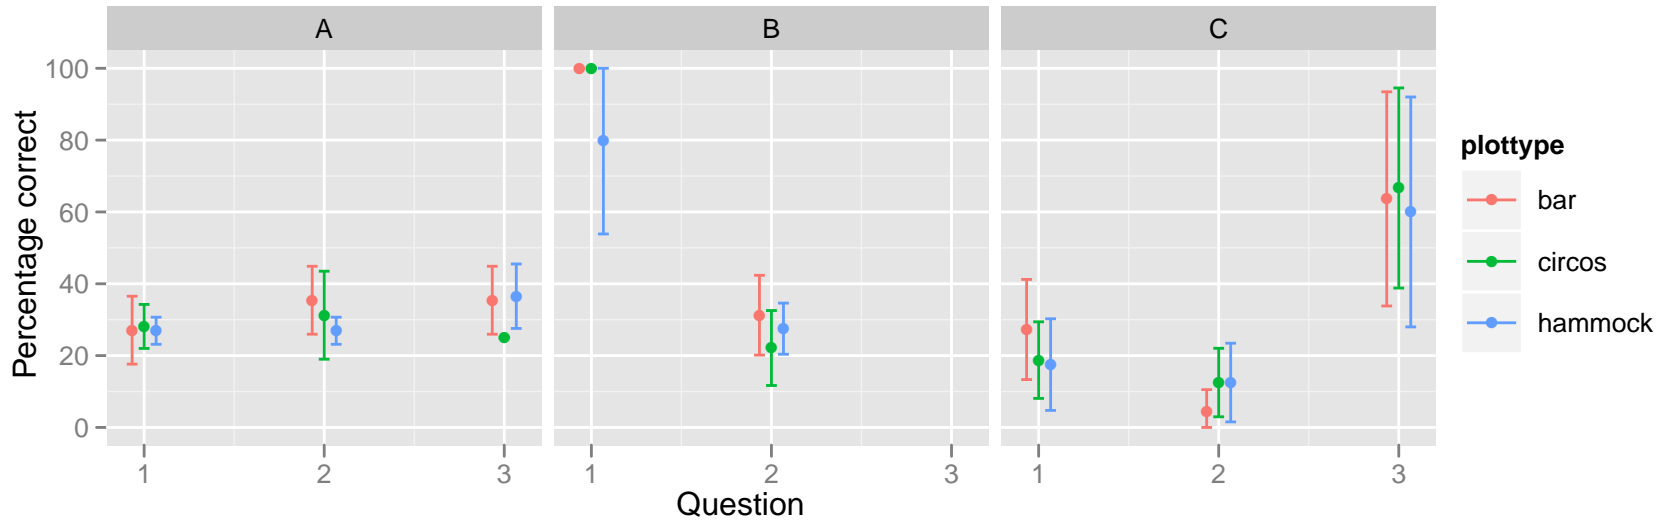 A B C
100
80
60
40
20
0
Percentage correct
1 2 3 1 2 3 1 2 3
Question
plottype
bar
circos
hammock